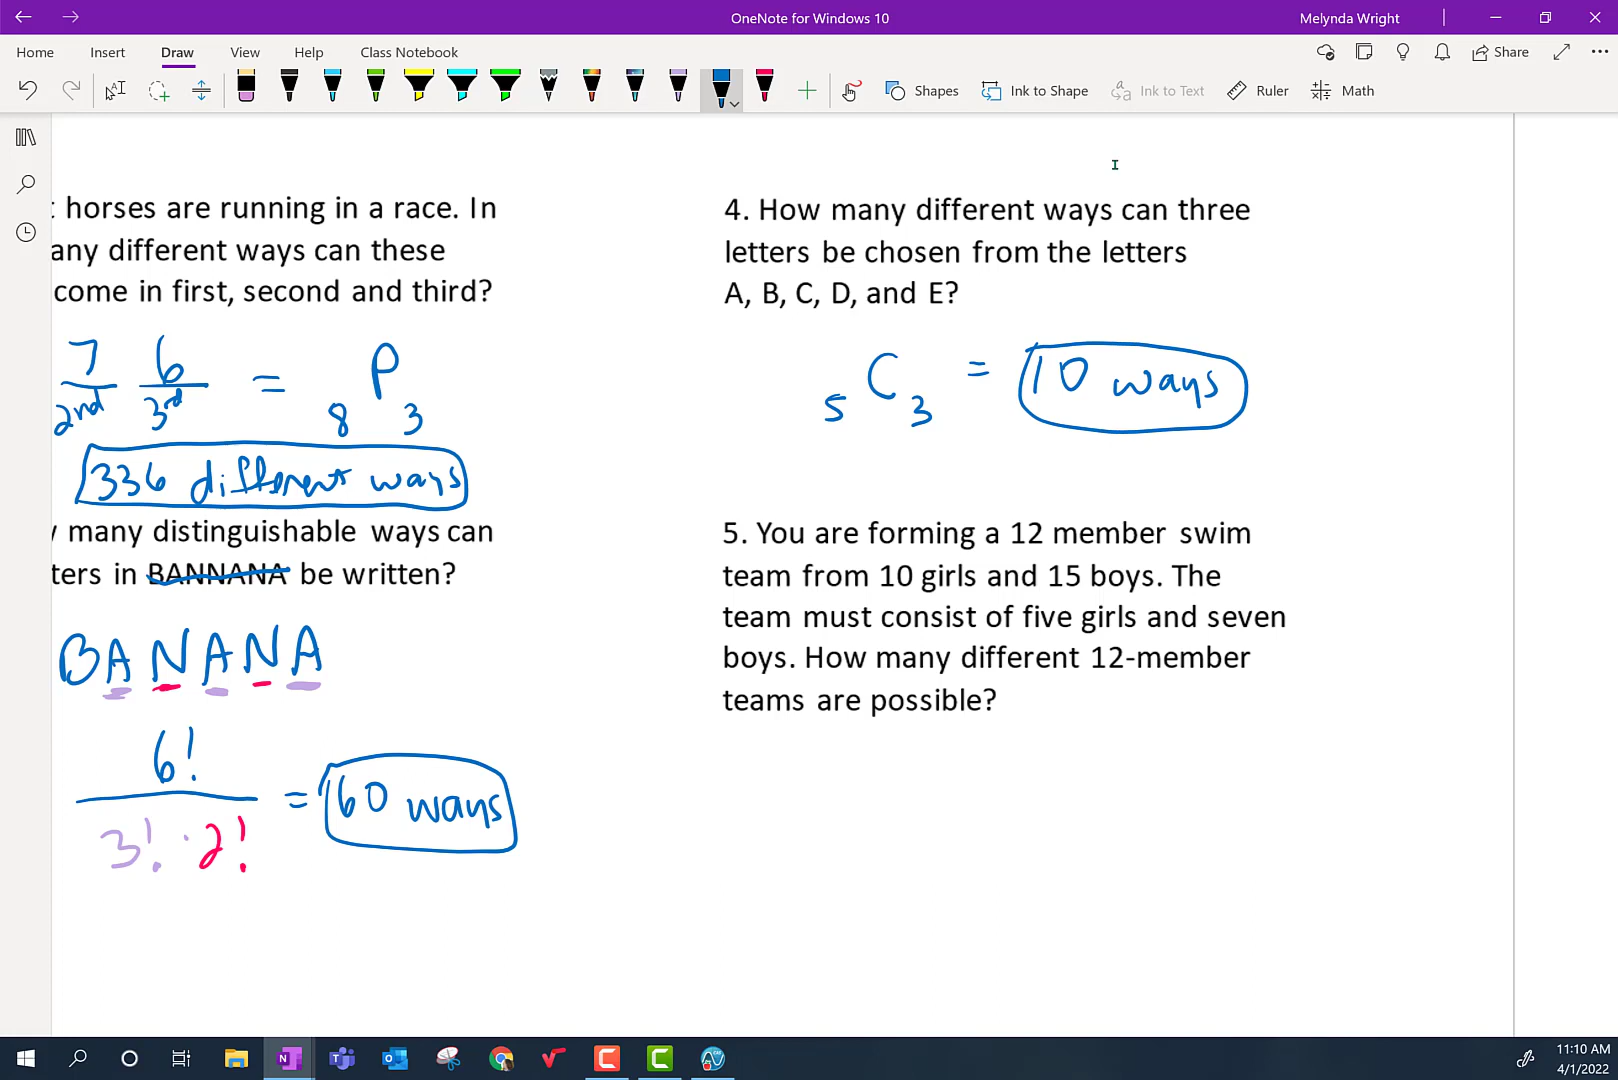 OneNote for Windows 10
Melynda Wright
Home Insert Draw View Help Class Notebook
Share
Shapes Ink to Shape Ink to Text Ruler Math
horses are running in a race. In
any different ways can these
come in first, second and third?
7 6 = 8 P 3
2nd 3rd
336 different ways
many distinguishable ways can
ters in BANNANA be written?
BANANA
6!
3! · 2!
= 60 ways
4. How many different ways can three
letters be chosen from the letters
A, B, C, D, and E?
5 C 3 = 10 ways
5. You are forming a 12 member swim
team from 10 girls and 15 boys. The
team must consist of five girls and seven
boys. How many different 12-member
teams are possible?
11:10 AM
4/1/2022